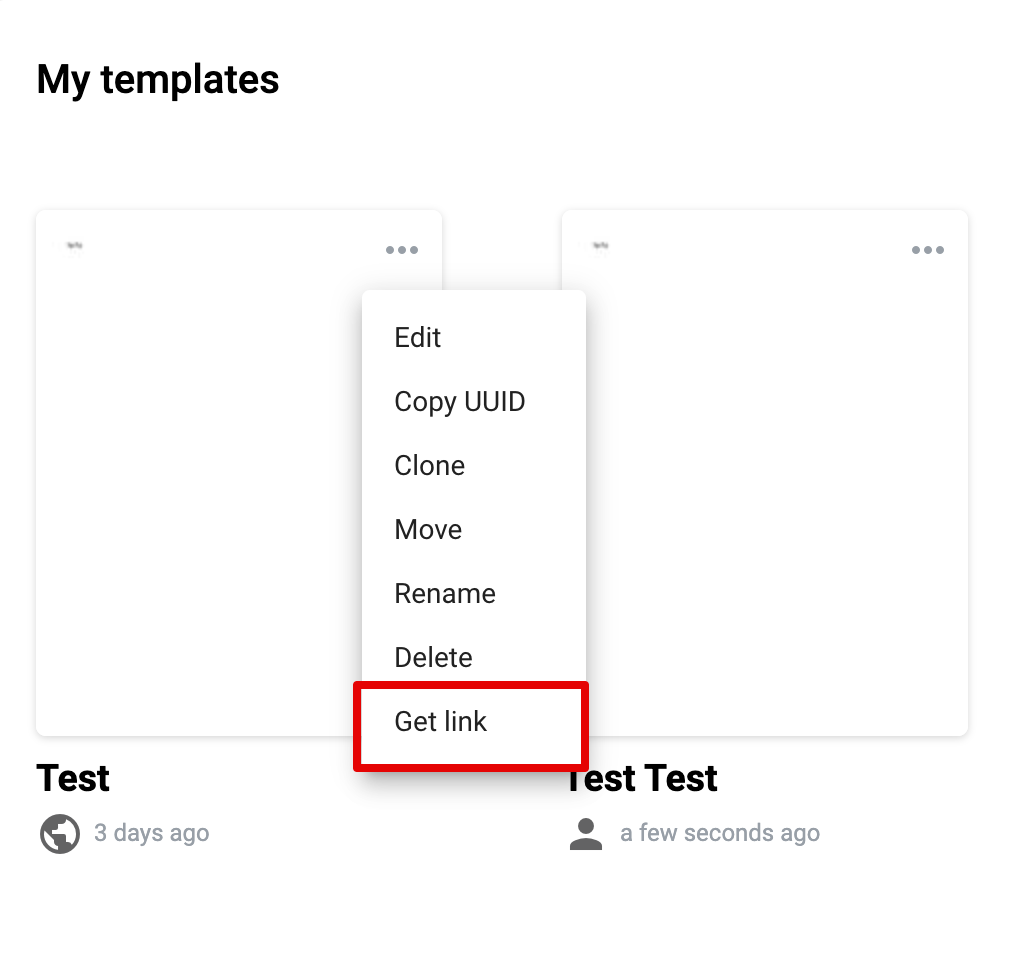 My templates
Edit
Copy UUID
Clone
Move
Rename
Delete
Get link
Test
Test Test
3 days ago
a few seconds ago